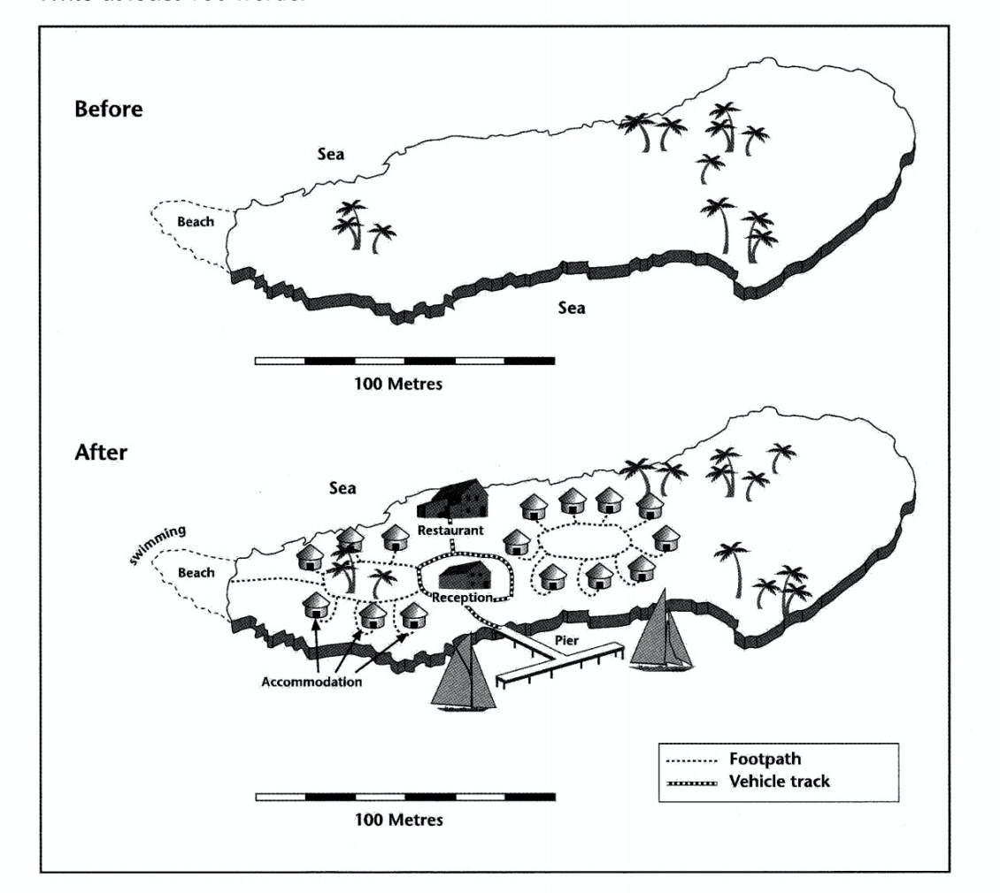 Before
Sea
Beach
Sea
100 Metres
After
Sea
swimming
Restaurant
Beach
Reception
Pier
Accommodation
Footpath
Vehicle track
100 Metres